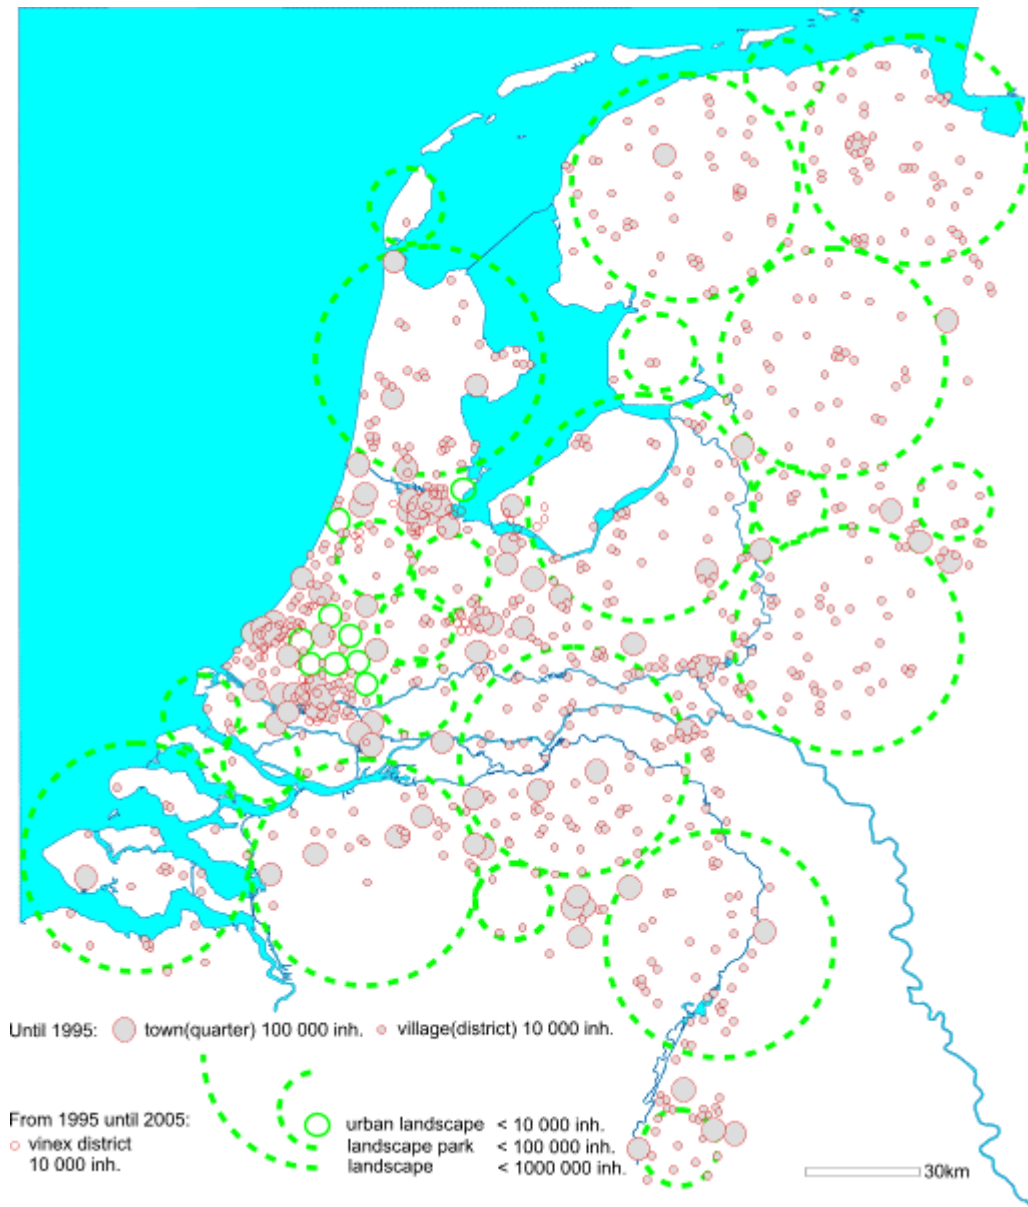 Until 1995: town(quarter) 100 000 inh. village(district) 10 000 inh.
From 1995 until 2005:
vinex district
10 000 inh.
urban landscape < 10 000 inh.
landscape park < 100 000 inh.
landscape < 1000 000 inh.
30km